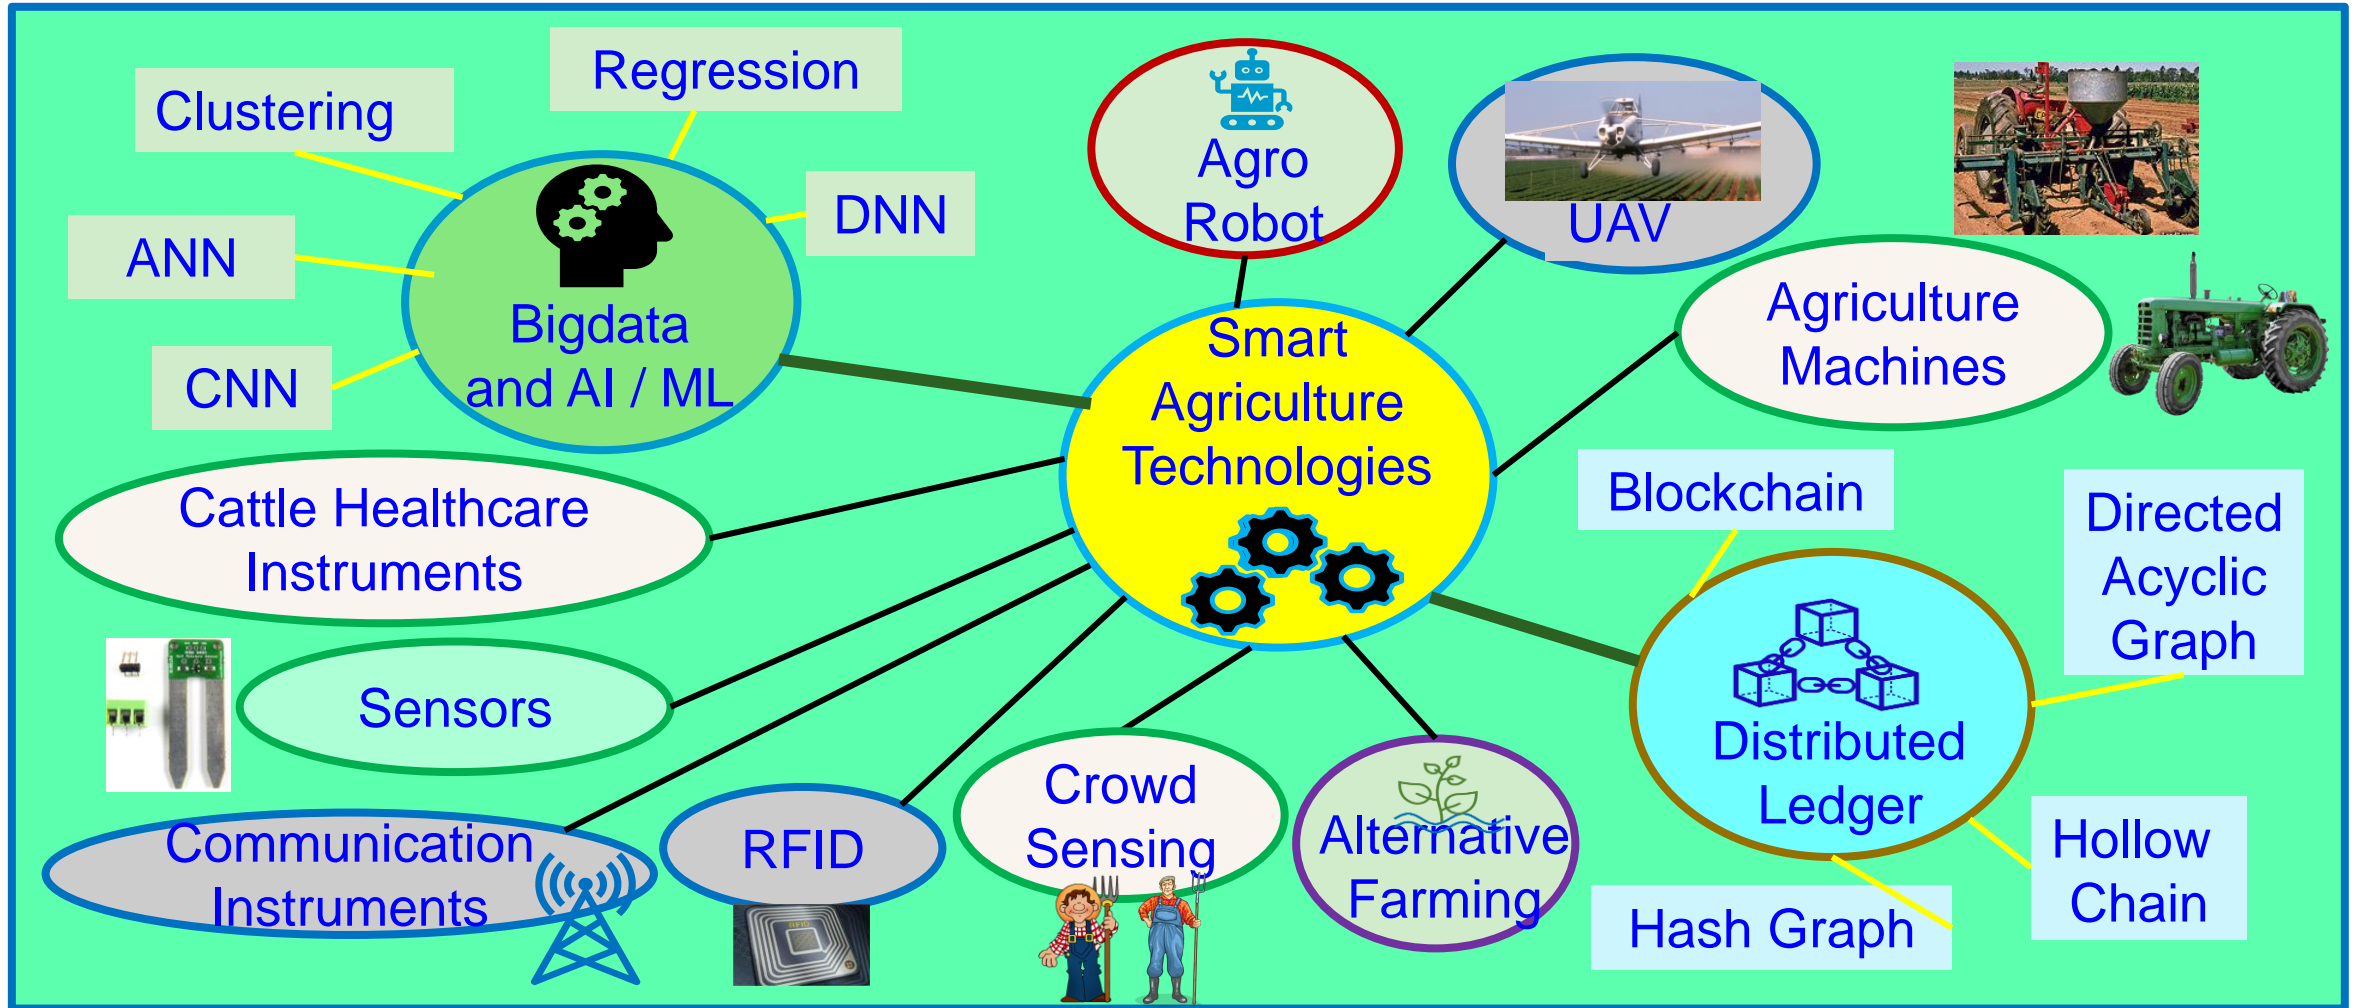 Regression
Clustering
DNN
ANN
CNN
Bigdata
and AI / ML
Agro
Robot
UAV
Agriculture
Machines
Smart
Agriculture
Technologies
Cattle Healthcare
Instruments
Sensors
Communication
Instruments
RFID
RFID
Crowd
Sensing
Alternative
Farming
Blockchain
Directed
Acyclic
Graph
Distributed
Ledger
Hollow
Chain
Hash Graph